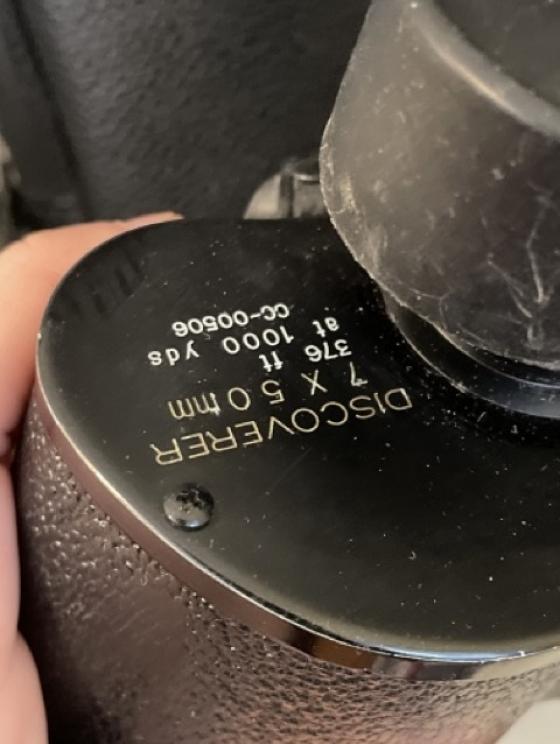 DISCOVERER
7 X 50mm
376 ft
at 1000 yds
CC-00506